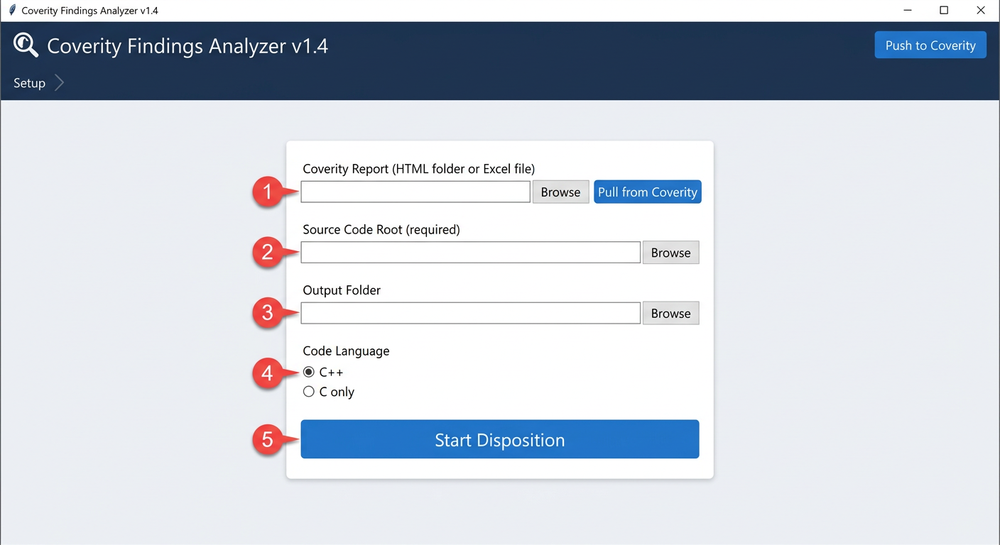 Coverity Findings Analyzer v1.4
Coverity Findings Analyzer v1.4
Push to Coverity
Setup
Coverity Report (HTML folder or Excel file)
1
Browse
Pull from Coverity
Source Code Root (required)
2
Browse
Output Folder
3
Browse
Code Language
4
C++
C only
5
Start Disposition